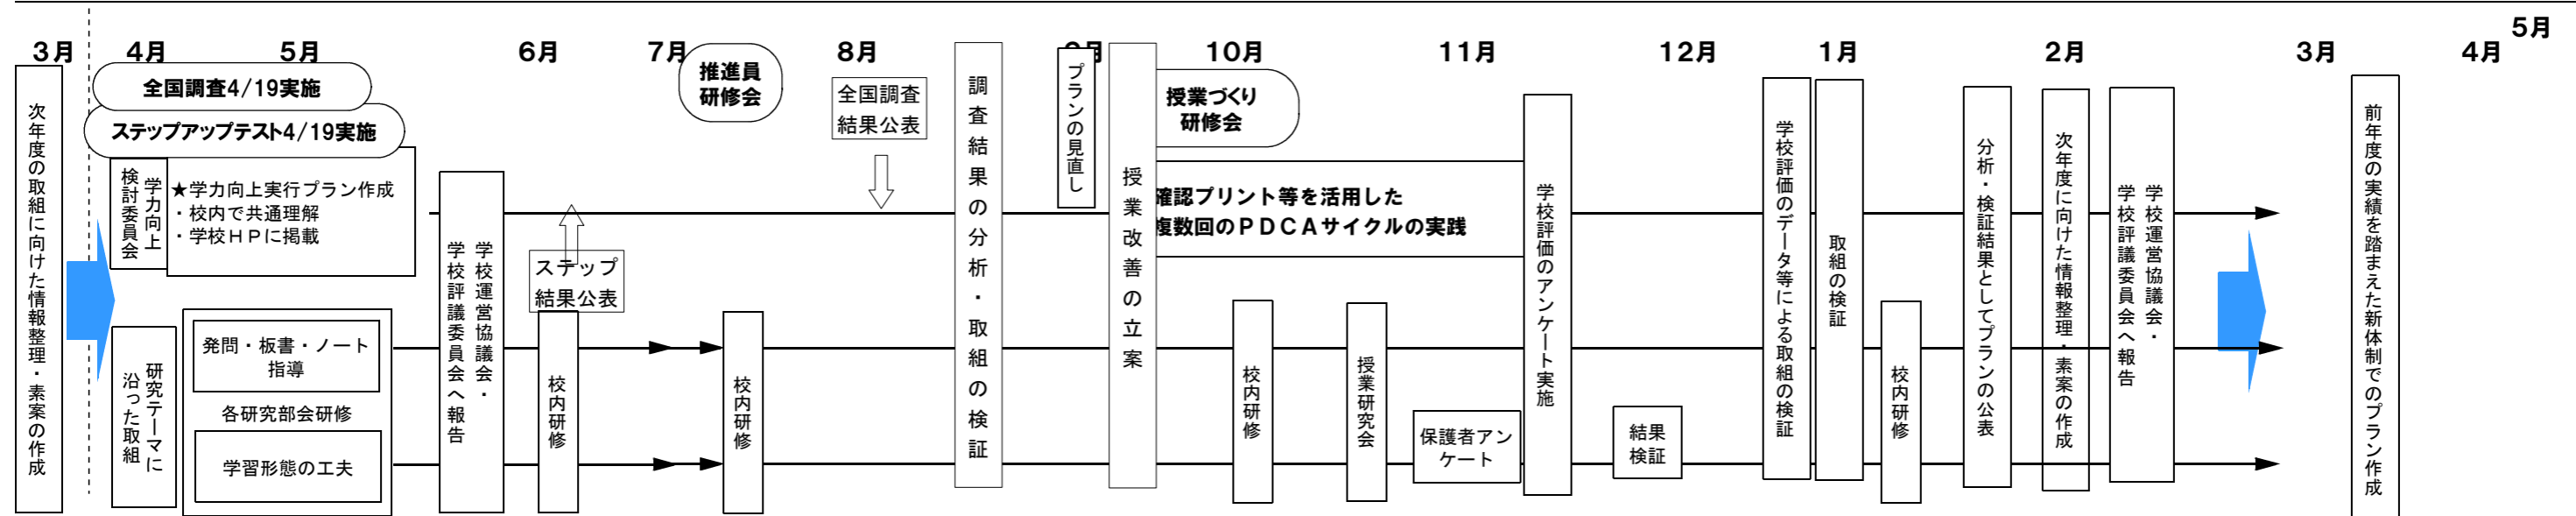 3月
4月
5月
6月
7月
8月
9月
10月
11月
12月
1月
2月
3月
4月
5月
次年度の取組に向けた情報整理・素案の作成
全国調査4/19実施
ステップアップテスト4/19実施
学力向上
検討委員会
★学力向上実行プラン作成
・校内で共通理解
・学校HPに掲載
研究テーマに
沿った取組
発問・板書・ノート
指導
各研究部会研修
学習形態の工夫
学校運営協議会・
学校評議委員会へ報告
ステップ
結果公表
校内研修
推進員
研修会
校内研修
全国調査
結果公表
調査結果の分析・取組の検証
プランの見直し
授業改善の立案
授業づくり
研修会
確認プリント等を活用した
複数回のPDCAサイクルの実践
校内研修
授業研究会
保護者アン
ケート
学校評価のアンケート実施
結果
検証
学校評価のデータ等による取組の検証
取組の検証
校内研修
分析・検証結果としてプランの公表
次年度に向けた情報整理・素案の作成
学校運営協議会・
学校評議委員会へ報告
前年度の実績を踏まえた新体制でのプラン作成